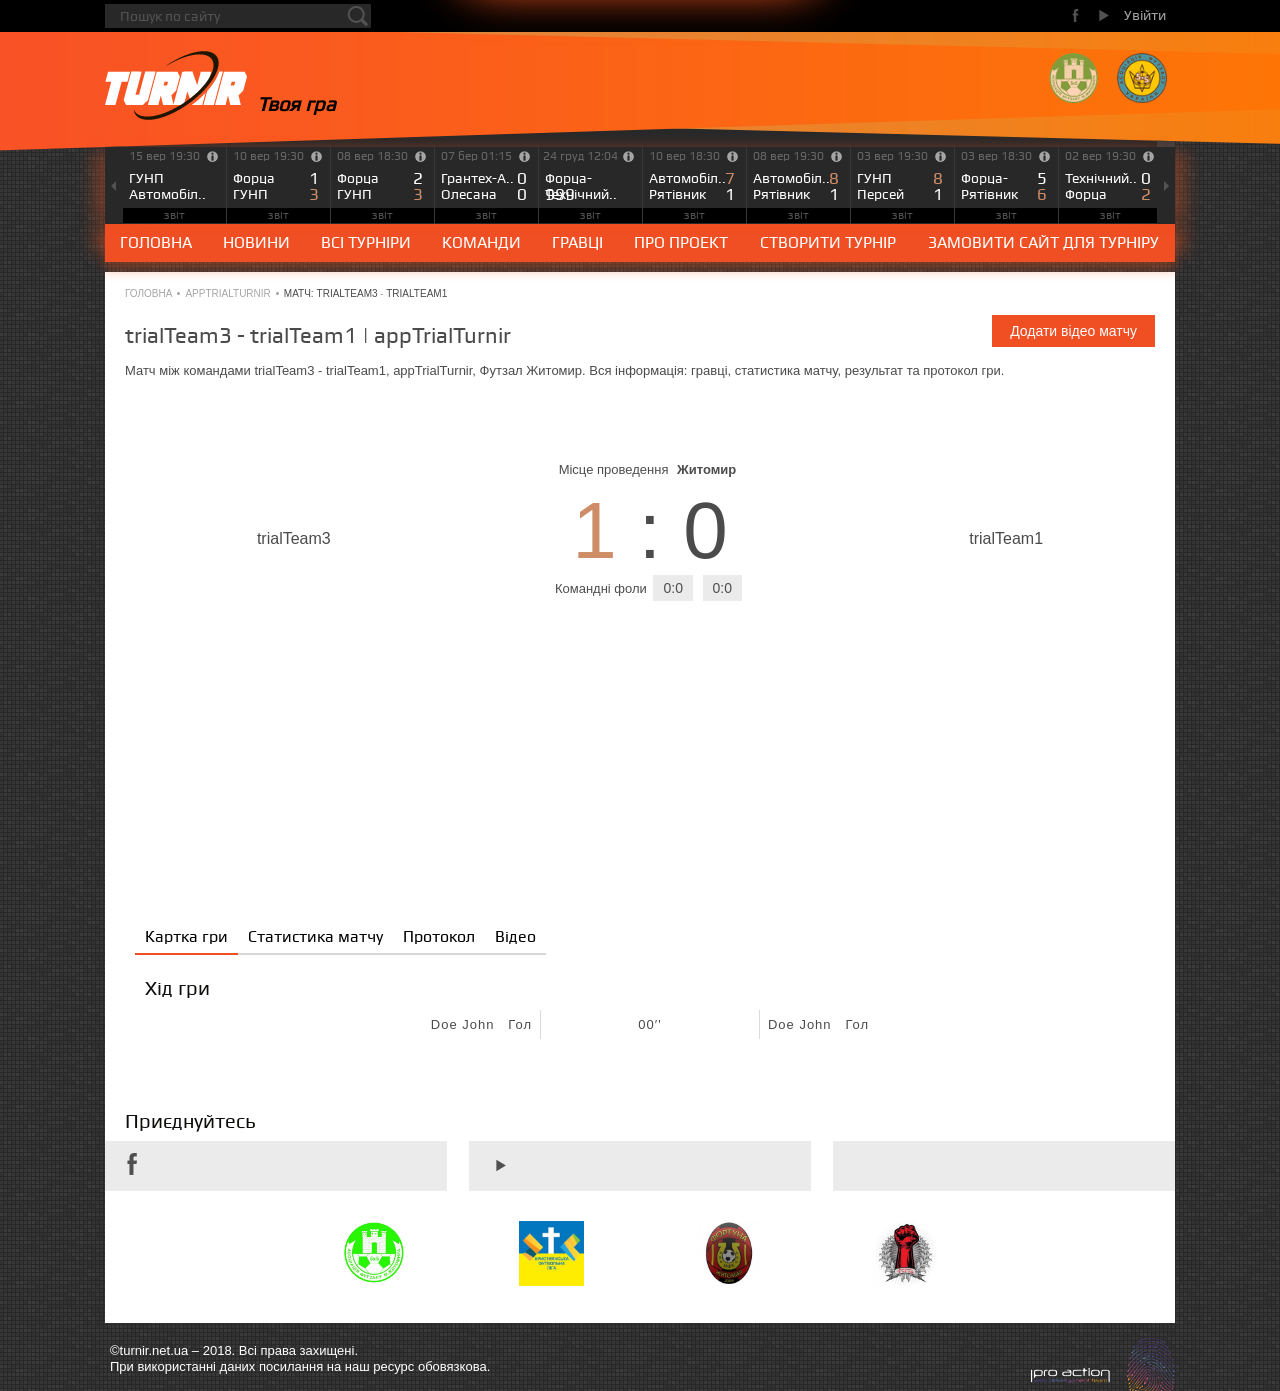 Пошук по сайту
Увійти
TURNIR
Твоя гра
15 вер 19:30
ГУНП
Автомобіл..
звіт
10 вер 19:30
Форца 1
ГУНП 3
звіт
08 вер 18:30
Форца 2
ГУНП 3
звіт
07 бер 01:15
Грантех-А.. 0
Олесана 0
звіт
24 груд 12:04
Форца-
Технічний..
звіт
10 вер 18:30
Автомобіл.. 7
Рятівник 1
звіт
08 вер 19:30
Автомобіл.. 8
Рятівник 1
звіт
03 вер 19:30
ГУНП 8
Персей 1
звіт
03 вер 18:30
Форца- 5
Рятівник 6
звіт
02 вер 19:30
Технічний.. 0
Форца 2
звіт
ГОЛОВНА НОВИНИ ВСІ ТУРНІРИ КОМАНДИ ГРАВЦІ ПРО ПРОЕКТ СТВОРИТИ ТУРНІР ЗАМОВИТИ САЙТ ДЛЯ ТУРНІРУ
ГОЛОВНА • APPTRIALTURNIR • МАТЧ: TRIALTEAM3 - TRIALTEAM1
trialTeam3 - trialTeam1 | appTrialTurnir
Додати відео матчу
Матч між командами trialTeam3 - trialTeam1, appTrialTurnir, Футзал Житомир. Вся інформація: гравці, статистика матчу, результат та протокол гри.
Місце проведення Житомир
trialTeam3
1 : 0
trialTeam1
Командні фоли 0:0 0:0
Картка гри Статистика матчу Протокол Відео
Хід гри
Doe John Гол 00'' Doe John Гол
Приєднуйтесь
©turnir.net.ua – 2018. Всі права захищені.
При використанні даних посилання на наш ресурс обовязкова.
pro action